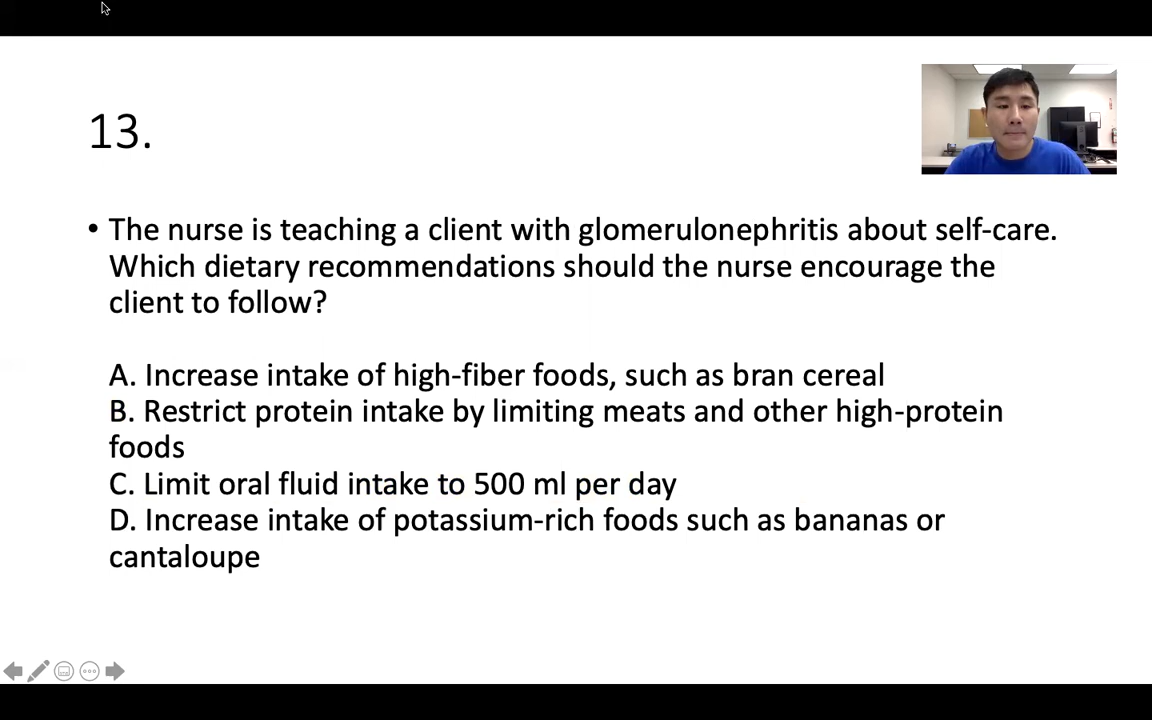 13.
• The nurse is teaching a client with glomerulonephritis about self-care.
Which dietary recommendations should the nurse encourage the
client to follow?
A. Increase intake of high-fiber foods, such as bran cereal
B. Restrict protein intake by limiting meats and other high-protein
foods
C. Limit oral fluid intake to 500 ml per day
D. Increase intake of potassium-rich foods such as bananas or
cantaloupe